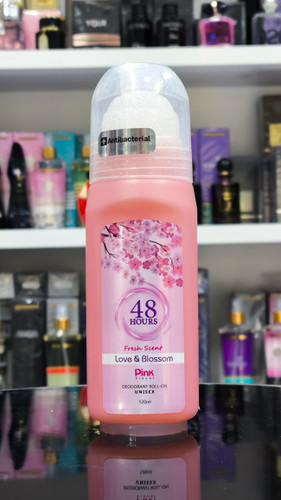 Antibacterial
48
HOURS
Fresh Scent
Love & Blossom
Pink
DEODORANT ROLL-ON
UNISEX
120ml